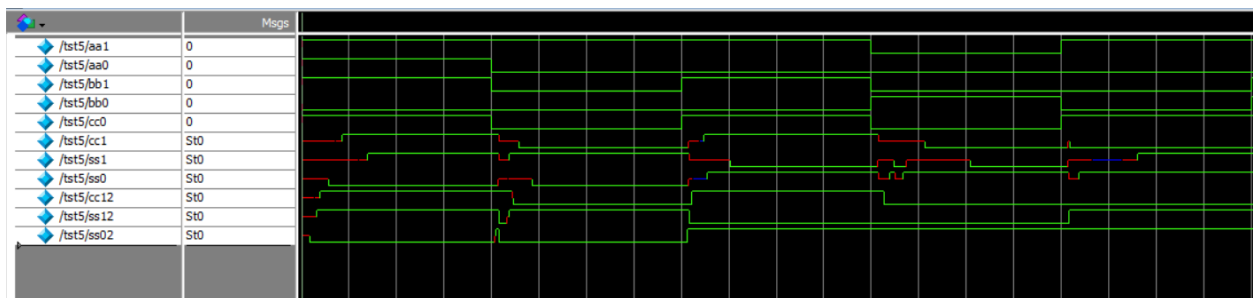 Msgs
/tst5/aa1 0
/tst5/aa0 0
/tst5/bb1 0
/tst5/bb0 0
/tst5/cc0 0
/tst5/cc1 St0
/tst5/ss1 St0
/tst5/ss0 St0
/tst5/cc12 St0
/tst5/ss12 St0
/tst5/ss02 St0